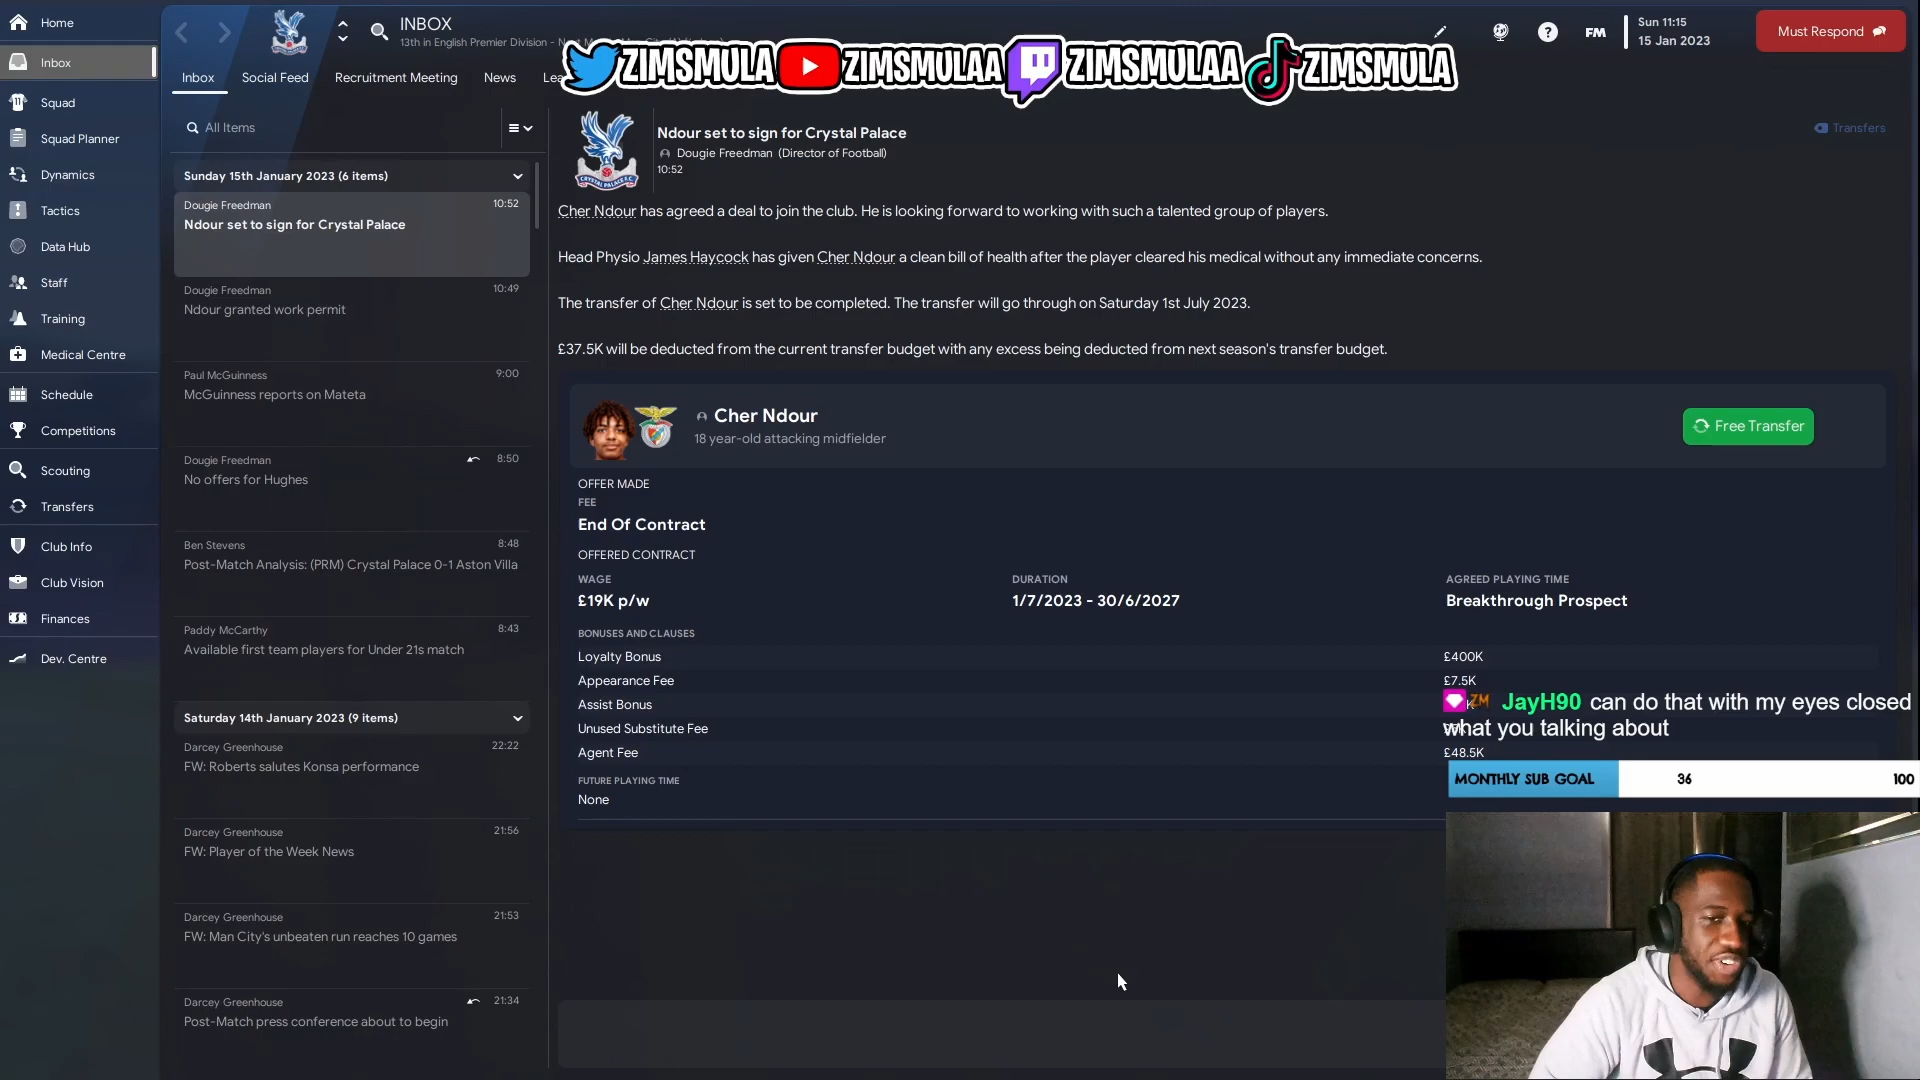 Home
Inbox
Squad
Squad Planner
Dynamics
Tactics
Data Hub
Staff
Training
Medical Centre
Schedule
Competitions
Scouting
Transfers
Club Info
Club Vision
Finances
Dev. Centre
INBOX
13th in English Premier Division -
Inbox
Social Feed
Recruitment Meeting
News
ZIMSMULA
ZIMSMULAA
ZIMSMULAA
ZIMSMULA
FM
Sun 11:15
15 Jan 2023
Must Respond
All Items
Sunday 15th January 2023 (6 items)
Dougie Freedman 10:52
Ndour set to sign for Crystal Palace
Dougie Freedman 10:49
Ndour granted work permit
Paul McGuinness 9:00
McGuinness reports on Mateta
Dougie Freedman 8:50
No offers for Hughes
Ben Stevens 8:48
Post-Match Analysis: (PRM) Crystal Palace 0-1 Aston Villa
Paddy McCarthy 8:43
Available first team players for Under 21s match
Saturday 14th January 2023 (9 items)
Darcey Greenhouse 22:22
FW: Roberts salutes Konsa performance
Darcey Greenhouse 21:56
FW: Player of the Week News
Darcey Greenhouse 21:53
FW: Man City's unbeaten run reaches 10 games
Darcey Greenhouse 21:34
Post-Match press conference about to begin
CRYSTAL PALACE F.C.
Ndour set to sign for Crystal Palace
Dougie Freedman (Director of Football)
10:52
Transfers
Cher Ndour has agreed a deal to join the club. He is looking forward to working with such a talented group of players.
Head Physio James Haycock has given Cher Ndour a clean bill of health after the player cleared his medical without any immediate concerns.
The transfer of Cher Ndour is set to be completed. The transfer will go through on Saturday 1st July 2023.
£37.5K will be deducted from the current transfer budget with any excess being deducted from next season's transfer budget.
Cher Ndour
18 year-old attacking midfielder
Free Transfer
OFFER MADE
FEE
End Of Contract
OFFERED CONTRACT
WAGE DURATION AGREED PLAYING TIME
£19K p/w 1/7/2023 - 30/6/2027 Breakthrough Prospect
BONUSES AND CLAUSES
Loyalty Bonus £400K
Appearance Fee £7.5K
Assist Bonus
Unused Substitute Fee
Agent Fee £48.5K
FUTURE PLAYING TIME
None
ZM JayH90 can do that with my eyes closed
what you talking about
MONTHLY SUB GOAL 36 100